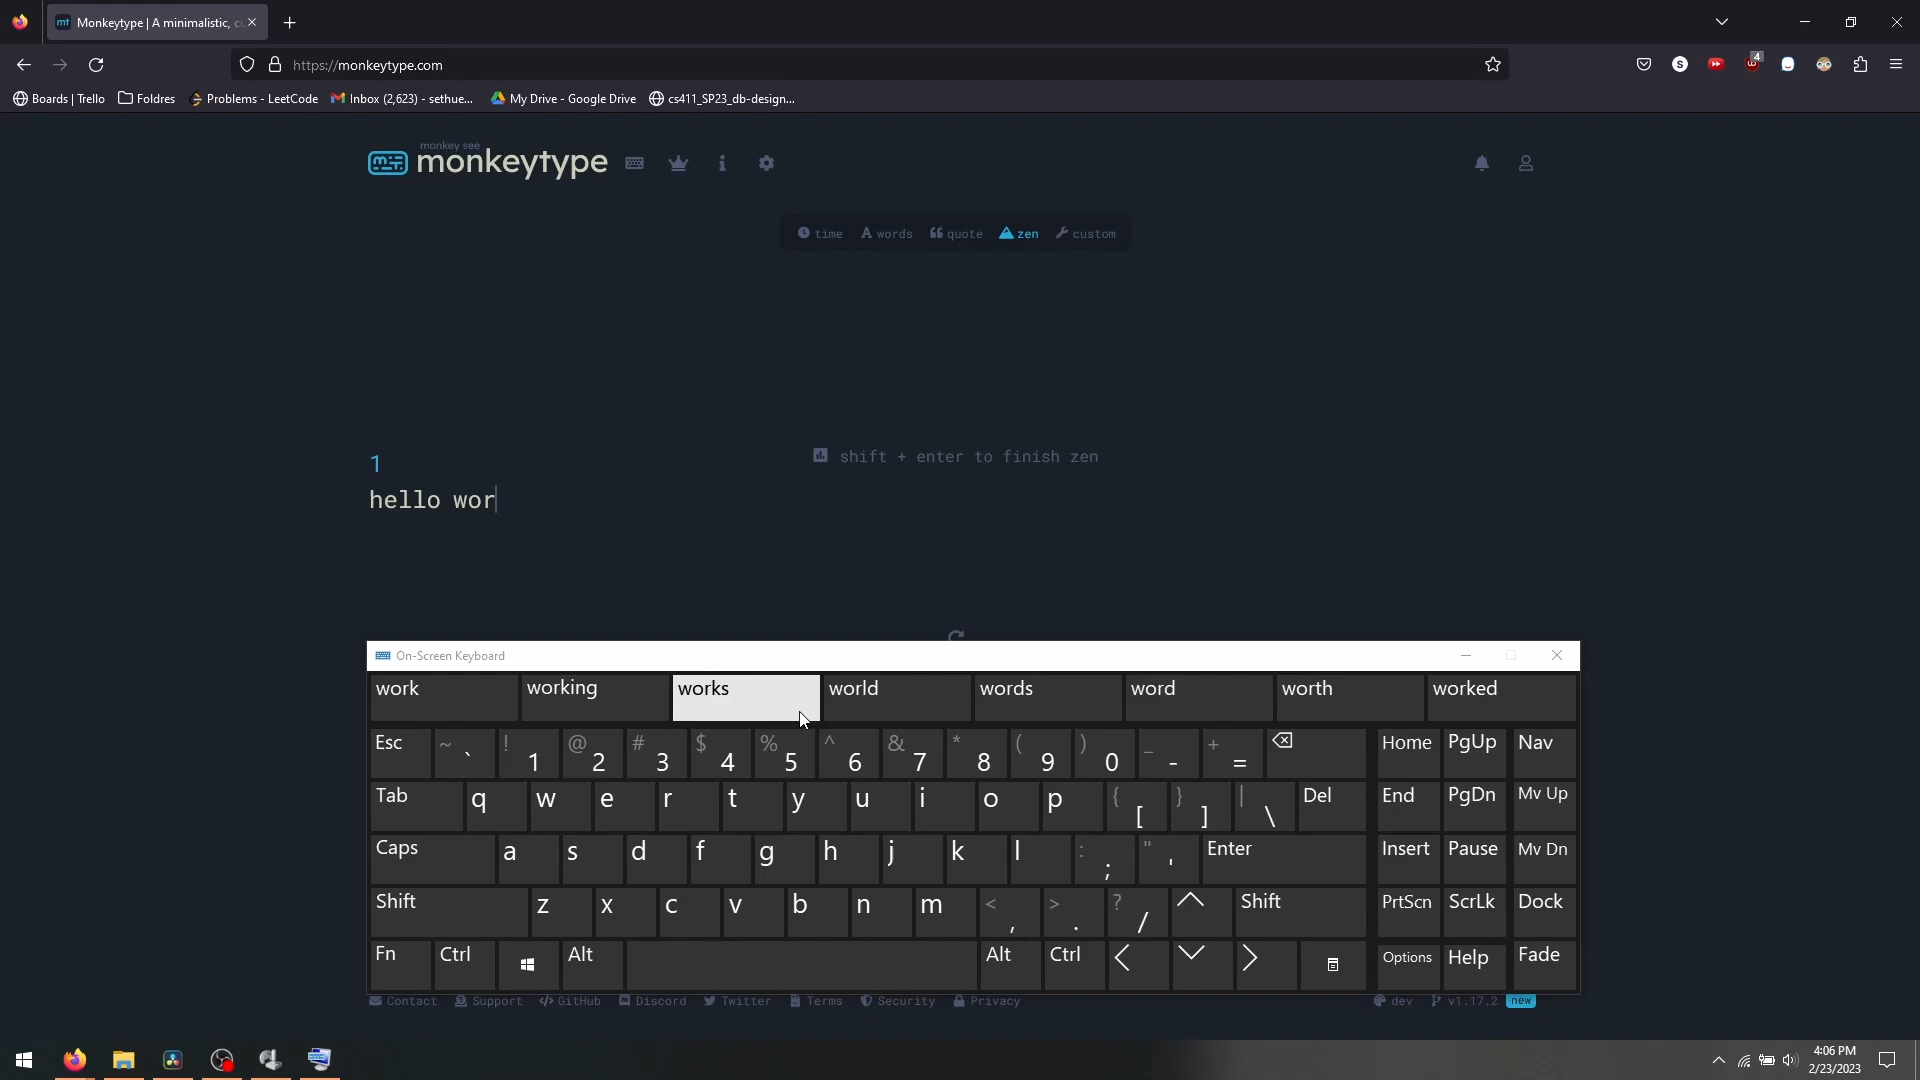 Monkeytype | A minimalistic, c
https://monkeytype.com
4
Boards | Trello Foldres Problems - LeetCode Inbox (2,623) - sethue... My Drive - Google Drive cs411_SP23_db-design...
monkey see
monkeytype
time words quote zen custom
1
shift + enter to finish zen
hello wor
On-Screen Keyboard
work working works world words word worth worked
Esc ~ ` ! 1 @ 2 # 3 $ 4 % 5 ^ 6 & 7 * 8 ( 9 ) 0 _ - + = Home PgUp Nav
Tab q w e r t y u i o p { [ } ] | \ Del End PgDn Mv Up
Caps a s d f g h j k l : ; " ' Enter Insert Pause Mv Dn
Shift z x c v b n m < , > . ? / Shift PrtScn ScrLk Dock
Fn Ctrl Alt Alt Ctrl Options Help Fade
Contact Support GitHub Discord Twitter Terms Security Privacy dev v1.17.2 new
4:06 PM
2/23/2023